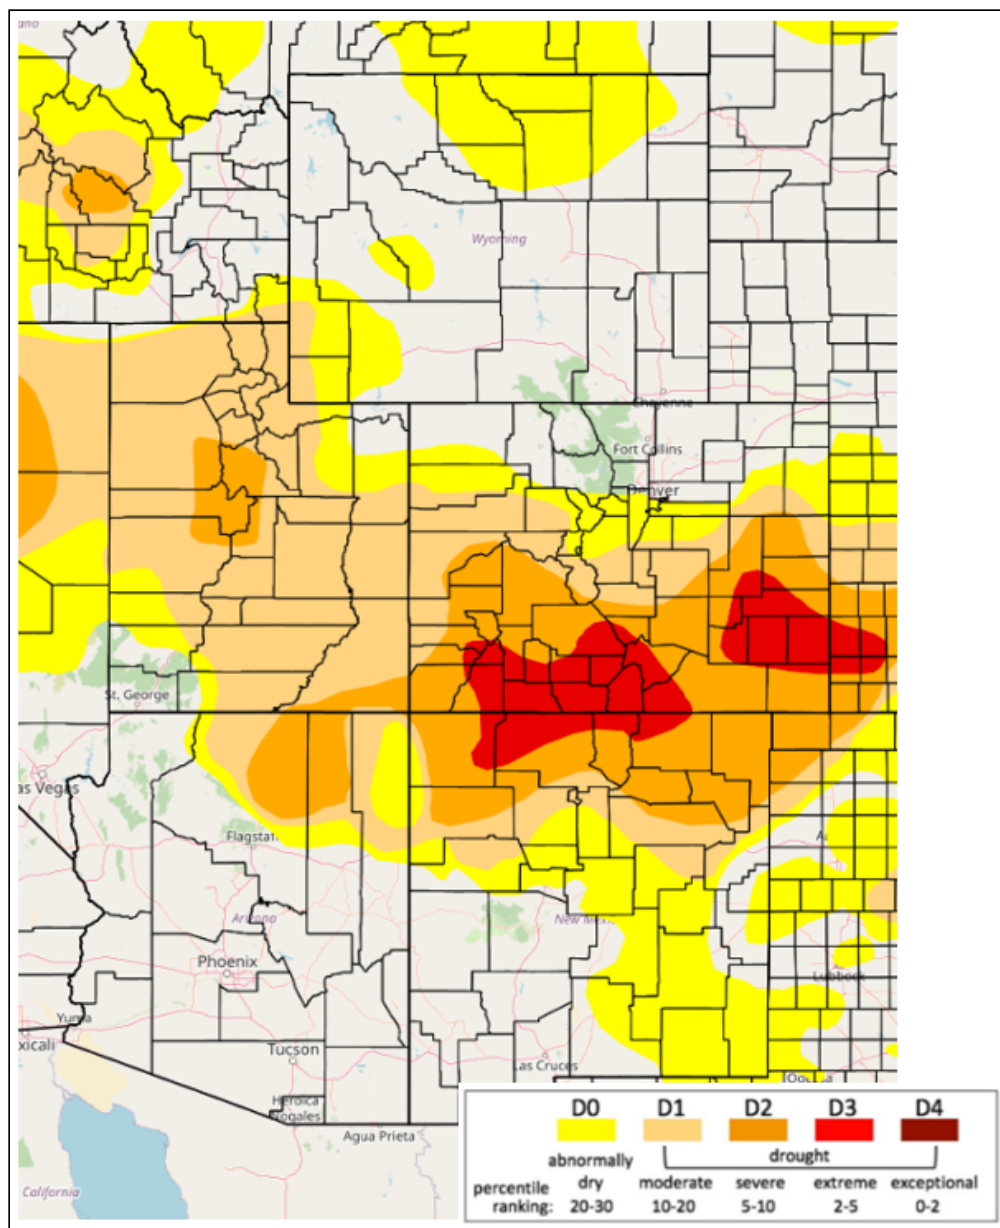 Wyoming
Cheyenne
Fort Collins
Denver
St. George
as Vegas
Flagstaf
Arizona
New Mex
Phoenix
Lubbock
Yuma
xicali
Tucson
Las Cruces
Heroica
Nogales
Agua Prieta
California
D0 D1 D2 D3 D4
abnormally drought
dry moderate severe extreme exceptional
percentile
ranking: 20-30 10-20 5-10 2-5 0-2